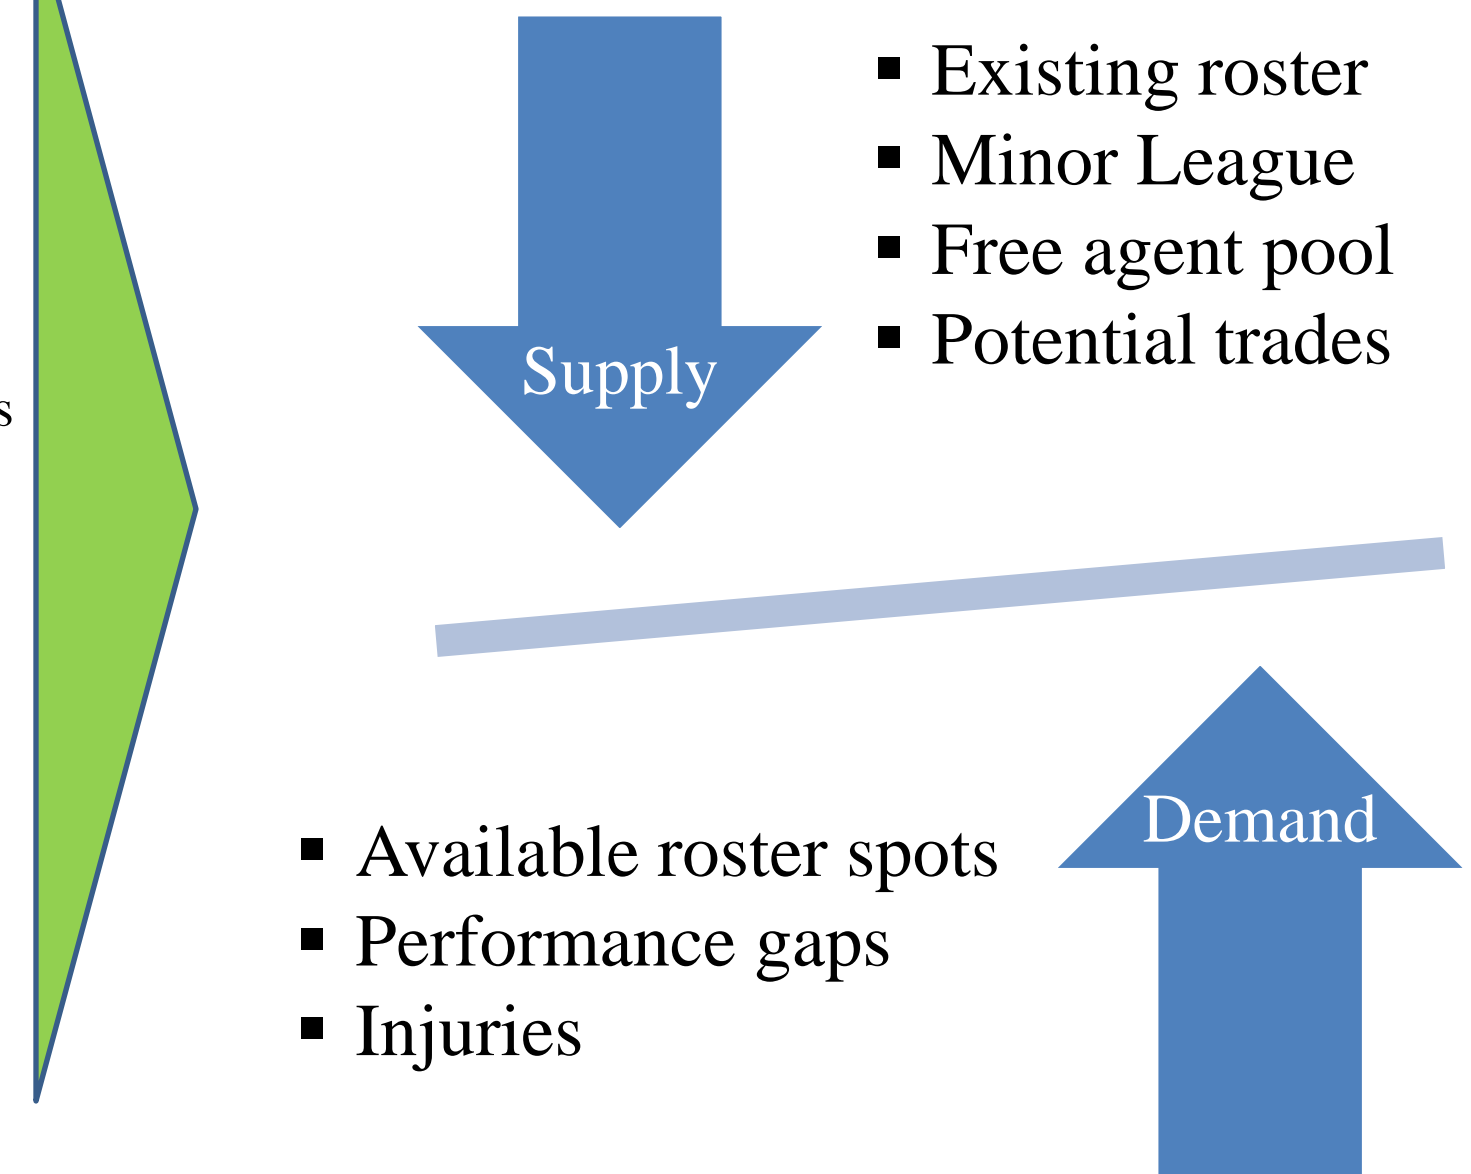 Existing roster
Minor League
Free agent pool
Potential trades
Supply
s
Demand
Available roster spots
Performance gaps
Injuries